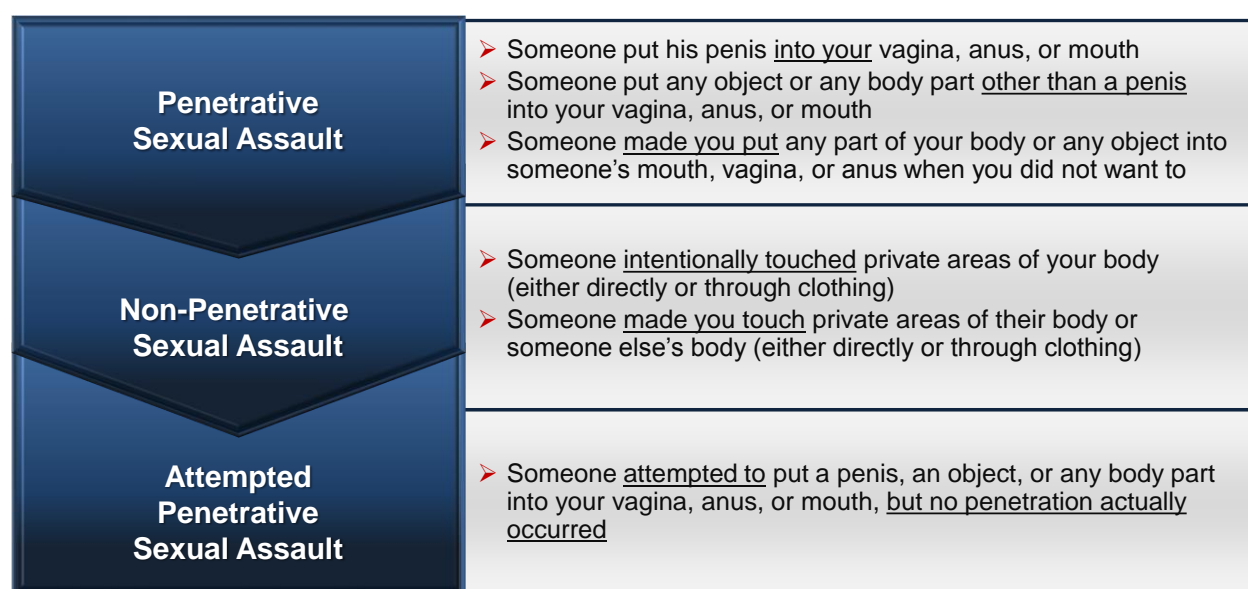 Penetrative
Sexual Assault
➢ Someone put his penis into your vagina, anus, or mouth
➢ Someone put any object or any body part other than a penis
into your vagina, anus, or mouth
➢ Someone made you put any part of your body or any object into
someone’s mouth, vagina, or anus when you did not want to
Non-Penetrative
Sexual Assault
➢ Someone intentionally touched private areas of your body
(either directly or through clothing)
➢ Someone made you touch private areas of their body or
someone else’s body (either directly or through clothing)
Attempted
Penetrative
Sexual Assault
➢ Someone attempted to put a penis, an object, or any body part
into your vagina, anus, or mouth, but no penetration actually
occurred